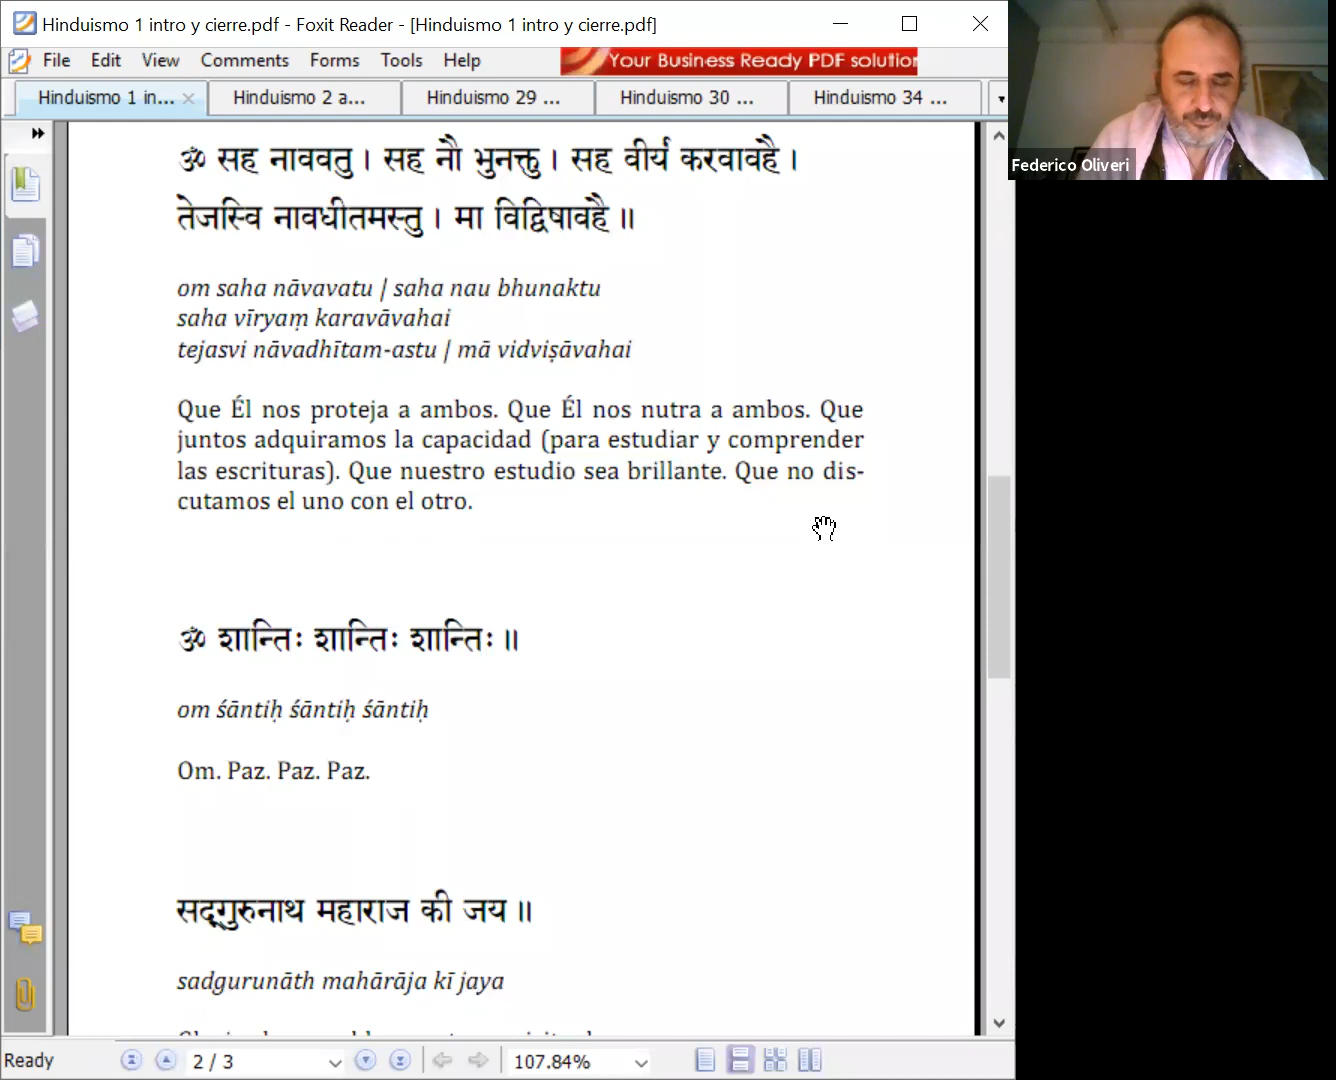 Hinduismo 1 intro y cierre.pdf - Foxit Reader - [Hinduismo 1 intro y cierre.pdf]
File Edit View Comments Forms Tools Help
Your Business Ready PDF solution
Hinduismo 1 in... Hinduismo 2 a... Hinduismo 29 ... Hinduismo 30 ... Hinduismo 34 ...
Federico Oliveri
ॐ सह नाववतु । सह नौ भुनक्तु । सह वीर्यं करवावहै ।
तेजस्वि नावधीतमस्तु । मा विद्विषावहै ॥
om saha nāvavatu | saha nau bhunaktu
saha vīryaṃ karavāvahai
tejasvi nāvadhītam-astu | mā vidviṣāvahai
Que Él nos proteja a ambos. Que Él nos nutra a ambos. Que
juntos adquiramos la capacidad (para estudiar y comprender
las escrituras). Que nuestro estudio sea brillante. Que no dis-
cutamos el uno con el otro.
ॐ शान्तिः शान्तिः शान्तिः ॥
om śāntiḥ śāntiḥ śāntiḥ
Om. Paz. Paz. Paz.
सद्गुरुनाथ महाराज की जय ॥
sadgurunāth mahārāja kī jaya
Ready 2 / 3 107.84%